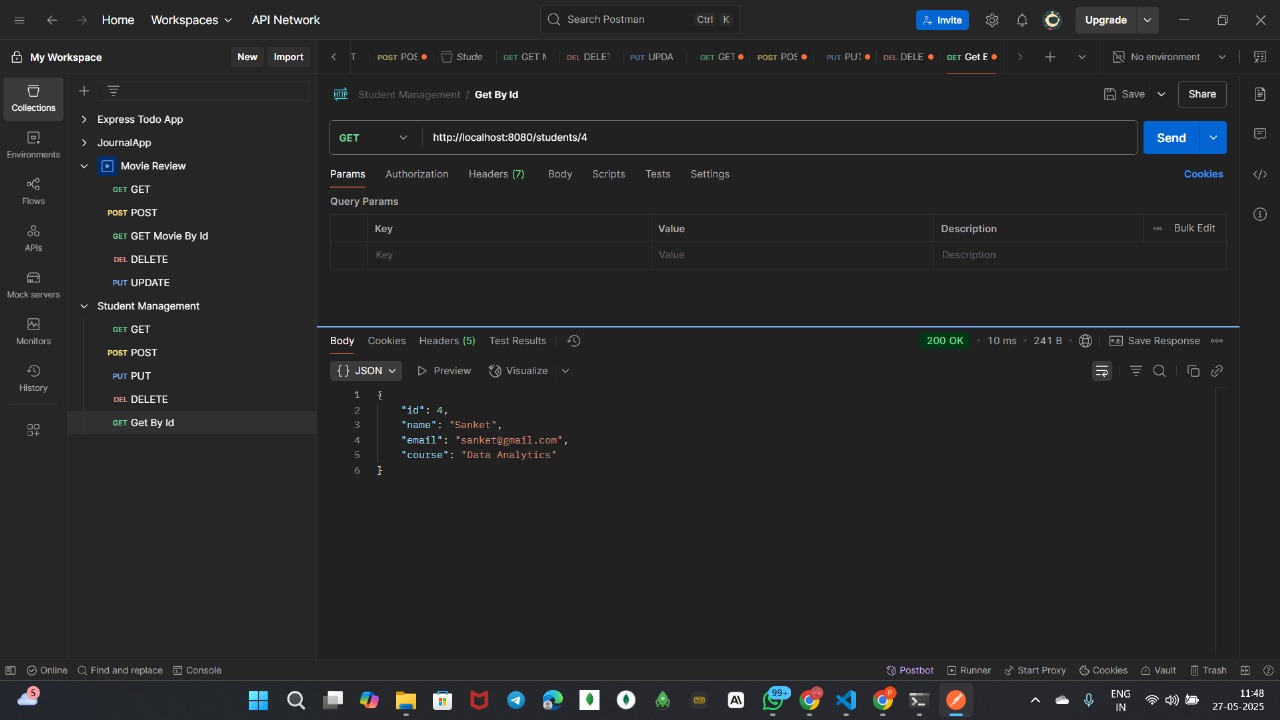 Home Workspaces API Network Search Postman Ctrl K Invite Upgrade
My Workspace New Import
T POST POS Stude GET GET M DEL DELET PUT UPDA GET GET POST POS PUT PUT DEL DELE GET Get B No environment
Collections
Environments
Flows
APIs
Mock servers
Monitors
History
Express Todo App
JournalApp
Movie Review
GET GET
POST POST
GET GET Movie By Id
DEL DELETE
PUT UPDATE
Student Management
GET GET
POST POST
PUT PUT
DEL DELETE
GET Get By Id
HTTP Student Management / Get By Id Save Share
GET http://localhost:8080/students/4 Send
Params Authorization Headers (7) Body Scripts Tests Settings Cookies
Query Params
Key Value Description Bulk Edit
Key Value Description
Body Cookies Headers (5) Test Results 200 OK • 10 ms • 241 B • Save Response
{} JSON Preview Visualize
1 {
2 "id": 4,
3 "name": "Sanket",
4 "email": "sanket@gmail.com",
5 "course": "Data Analytics"
6 }
Online Find and replace Console Postbot Runner Start Proxy Cookies Vault Trash
5 99+ P ENG 11:48
IN 27-05-2025